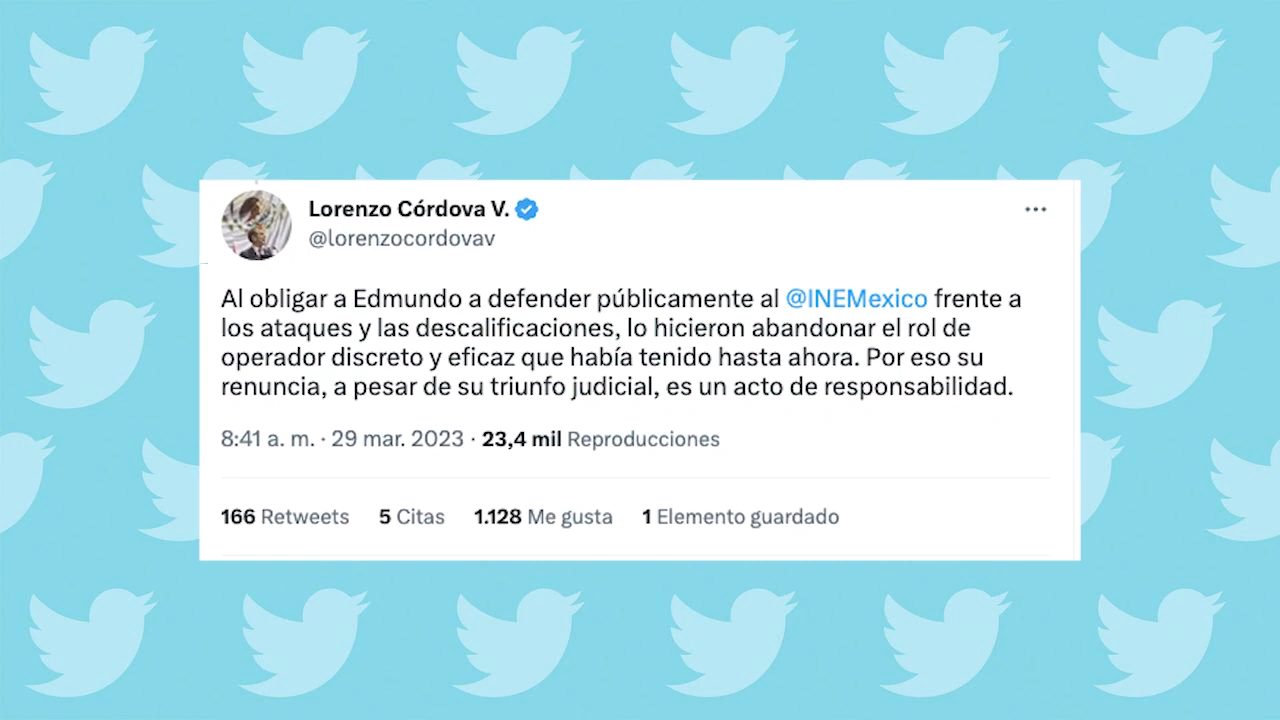 Lorenzo Córdova V.
@lorenzocordovav
Al obligar a Edmundo a defender públicamente al @INEMexico frente a
los ataques y las descalificaciones, lo hicieron abandonar el rol de
operador discreto y eficaz que había tenido hasta ahora. Por eso su
renuncia, a pesar de su triunfo judicial, es un acto de responsabilidad.
8:41 a. m. · 29 mar. 2023 · 23,4 mil Reproducciones
166 Retweets 5 Citas 1.128 Me gusta 1 Elemento guardado